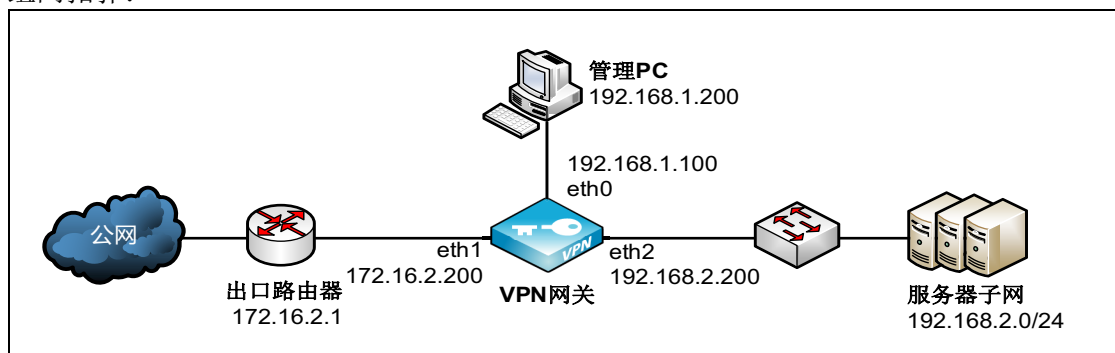 管理PC
192.168.1.200
192.168.1.100
eth0
公网
eth1
172.16.2.200
VPN
eth2
192.168.2.200
出口路由器
172.16.2.1
VPN网关
服务器子网
192.168.2.0/24